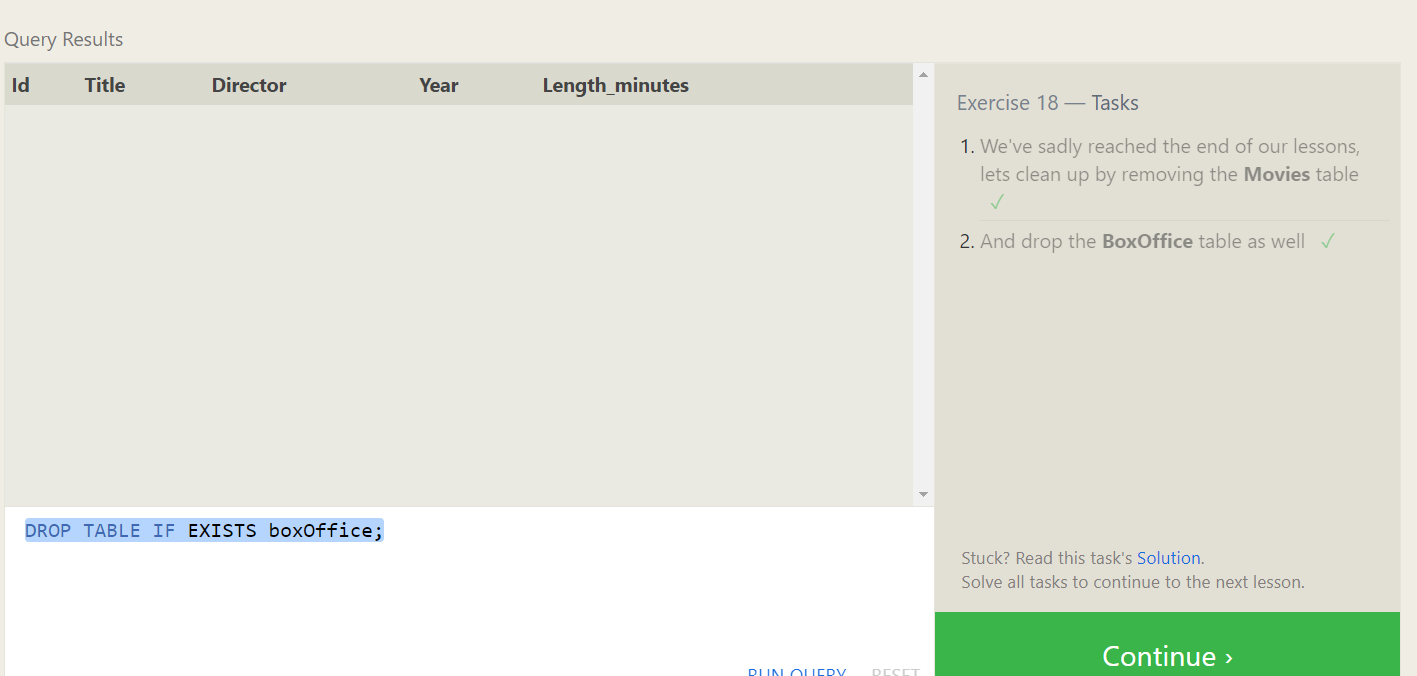 Query Results
Id Title Director Year Length_minutes
Exercise 18 — Tasks
1. We've sadly reached the end of our lessons,
lets clean up by removing the Movies table
✓
2. And drop the BoxOffice table as well ✓
DROP TABLE IF EXISTS boxOffice;
Stuck? Read this task's Solution.
Solve all tasks to continue to the next lesson.
RUN QUERY RESET
Continue ›